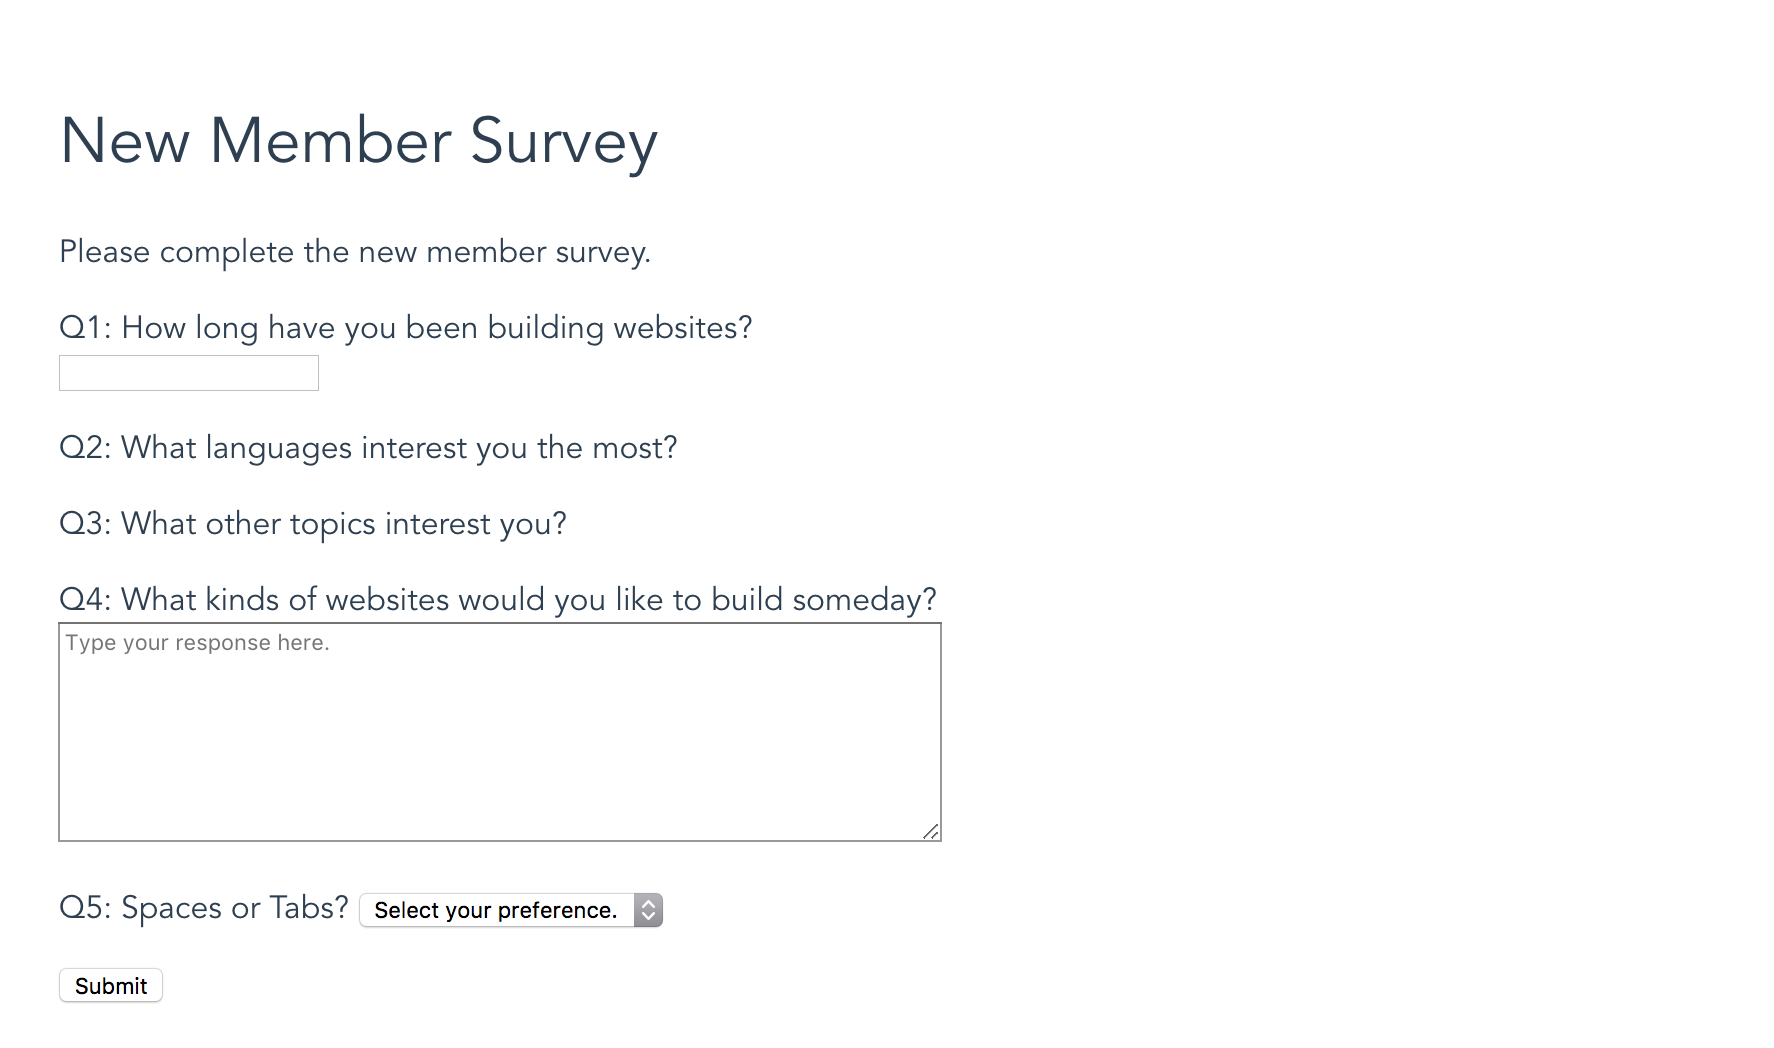 New Member Survey
Please complete the new member survey.
Q1: How long have you been building websites?
Q2: What languages interest you the most?
Q3: What other topics interest you?
Q4: What kinds of websites would you like to build someday?
Type your response here.
Q5: Spaces or Tabs? Select your preference.
Submit